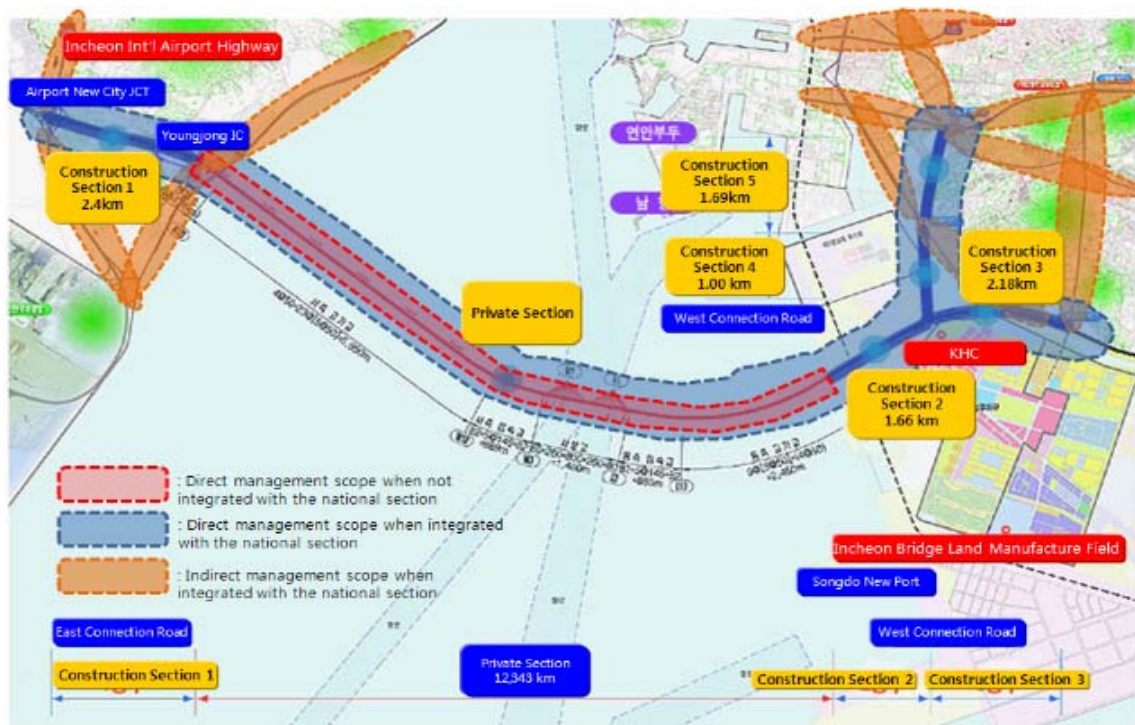 Incheon Int'l Airport Highway
Airport New City JCT
Youngjong IC
Construction
Section 1
2.4km
연안부두
Construction
Section 5
1.69km
남
Construction
Section 4
1.00 km
Construction
Section 3
2.18km
Private Section
West Connection Road
KHC
Construction
Section 2
1.66 km
: Direct management scope when not
integrated with the national section
: Direct management scope when integrated
with the national section
: Indirect management scope when
integrated with the national section
Incheon Bridge Land Manufacture Field
Songdo New Port
East Connection Road
West Connection Road
Construction Section 1
Private Section
12,343 km
Construction Section 2
Construction Section 3